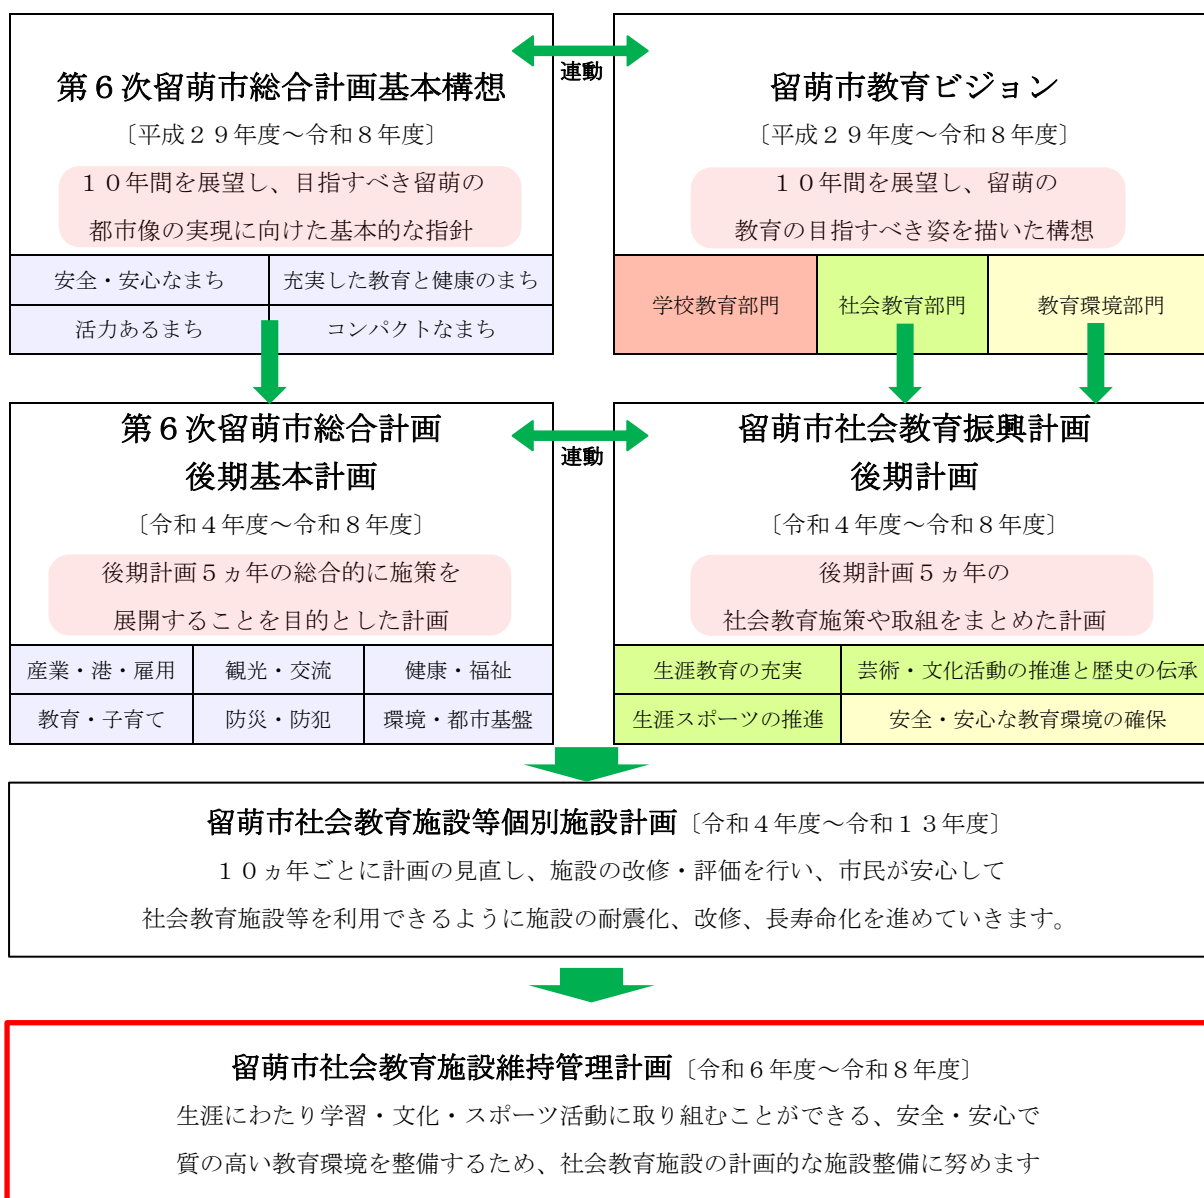 第６次留萌市総合計画基本構想
〔平成２９年度～令和８年度〕
１０年間を展望し、目指すべき留萌の
都市像の実現に向けた基本的な指針
安全・安心なまち
充実した教育と健康のまち
活力あるまち
コンパクトなまち
連動
留萌市教育ビジョン
〔平成２９年度～令和８年度〕
１０年間を展望し、留萌の
教育の目指すべき姿を描いた構想
学校教育部門
社会教育部門
教育環境部門
第６次留萌市総合計画
後期基本計画
〔令和４年度～令和８年度〕
後期計画５ヵ年の総合的に施策を
展開することを目的とした計画
産業・港・雇用
観光・交流
健康・福祉
教育・子育て
防災・防犯
環境・都市基盤
連動
留萌市社会教育振興計画
後期計画
〔令和４年度～令和８年度〕
後期計画５ヵ年の
社会教育施策や取組をまとめた計画
生涯教育の充実
芸術・文化活動の推進と歴史の伝承
生涯スポーツの推進
安全・安心な教育環境の確保
留萌市社会教育施設等個別施設計画〔令和４年度～令和１３年度〕
１０ヵ年ごとに計画の見直し、施設の改修・評価を行い、市民が安心して
社会教育施設等を利用できるように施設の耐震化、改修、長寿命化を進めていきます。
留萌市社会教育施設維持管理計画〔令和６年度～令和８年度〕
生涯にわたり学習・文化・スポーツ活動に取り組むことができる、安全・安心で
質の高い教育環境を整備するため、社会教育施設の計画的な施設整備に努めます